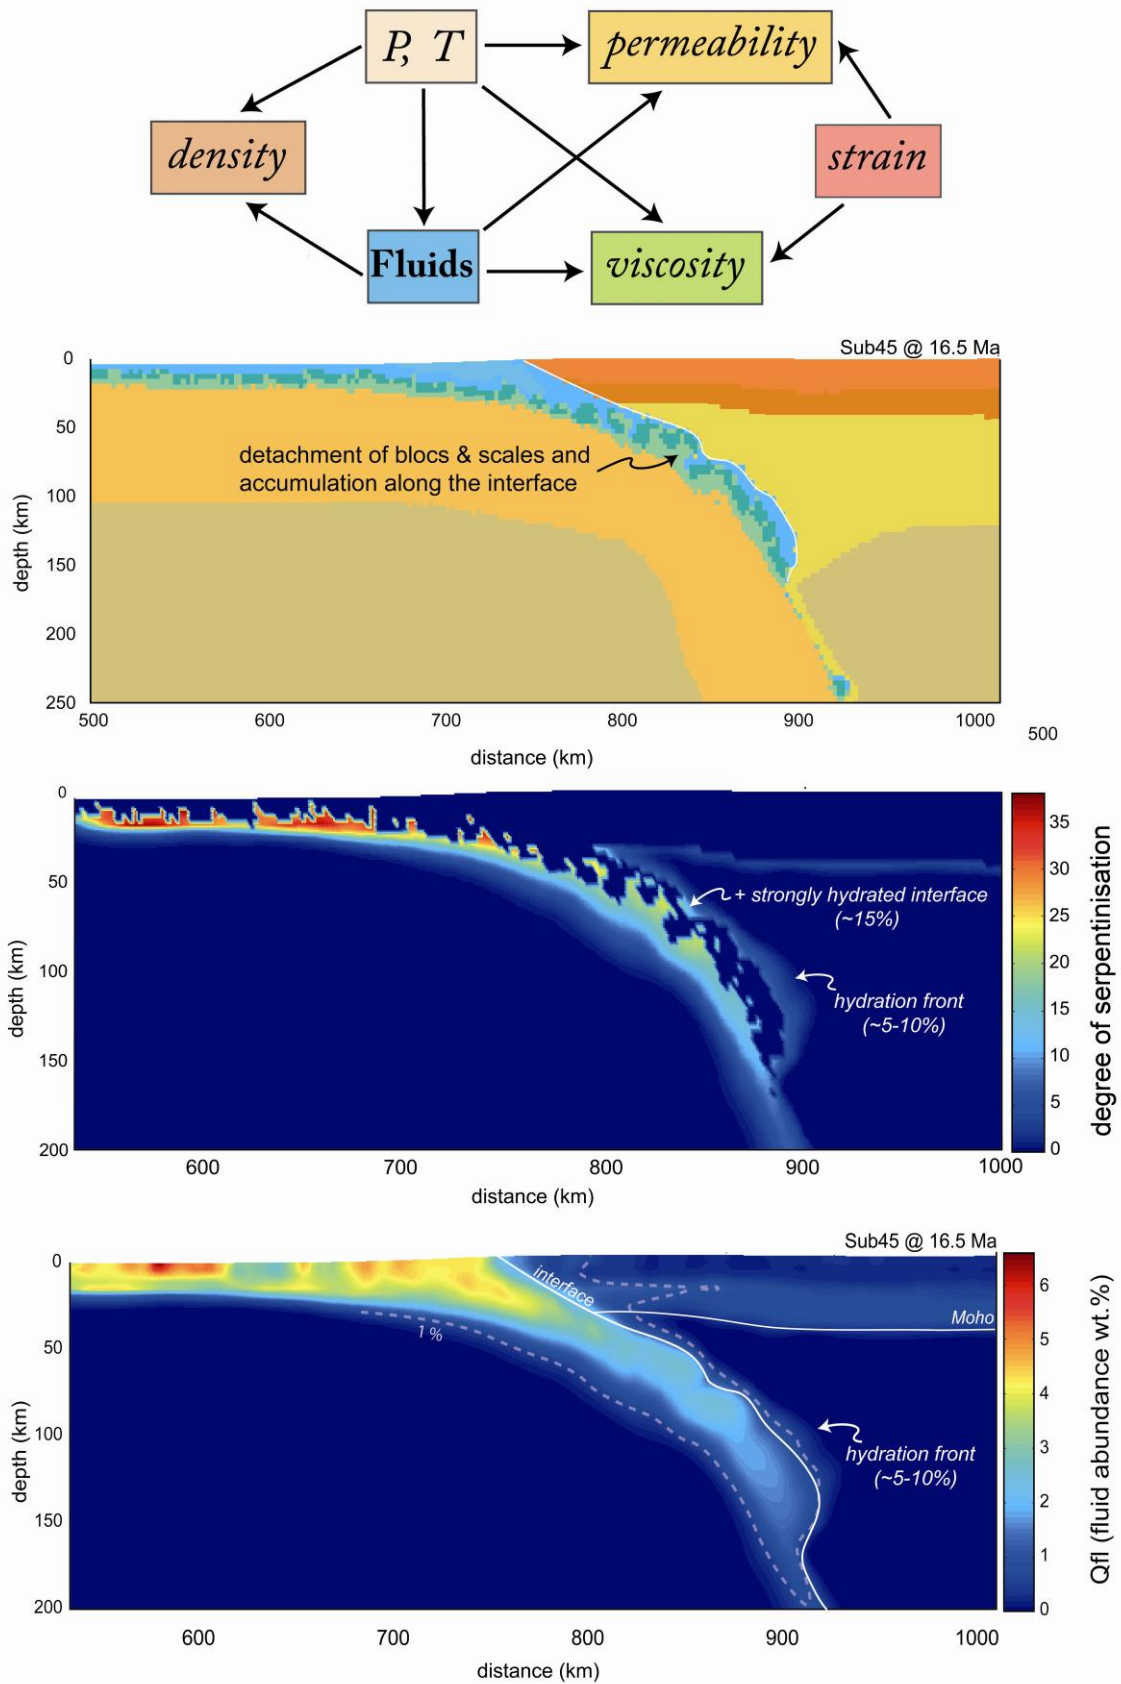 P, T
permeability
density
strain
Fluids
viscosity
Sub45 @ 16.5 Ma
0
50
100
150
200
250
depth (km)
detachment of blocs & scales and
accumulation along the interface
500
600
700
800
900
1000
500
distance (km)
0
50
100
150
200
depth (km)
+ strongly hydrated interface
(~15%)
hydration front
(~5-10%)
600
700
800
900
1000
distance (km)
35
30
25
20
15
10
5
0
degree of serpentinisation
Sub45 @ 16.5 Ma
0
50
100
150
200
depth (km)
interface
Moho
1 %
hydration front
(~5-10%)
600
700
800
900
1000
distance (km)
6
5
4
3
2
1
0
Qfl (fluid abundance wt.%)